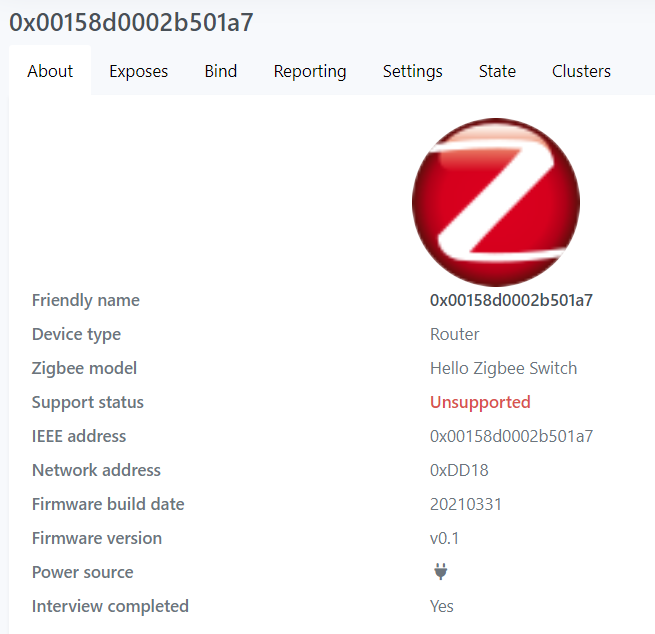 0x00158d0002b501a7
About Exposes Bind Reporting Settings State Clusters
Friendly name 0x00158d0002b501a7
Device type Router
Zigbee model Hello Zigbee Switch
Support status Unsupported
IEEE address 0x00158d0002b501a7
Network address 0xDD18
Firmware build date 20210331
Firmware version v0.1
Power source
Interview completed Yes